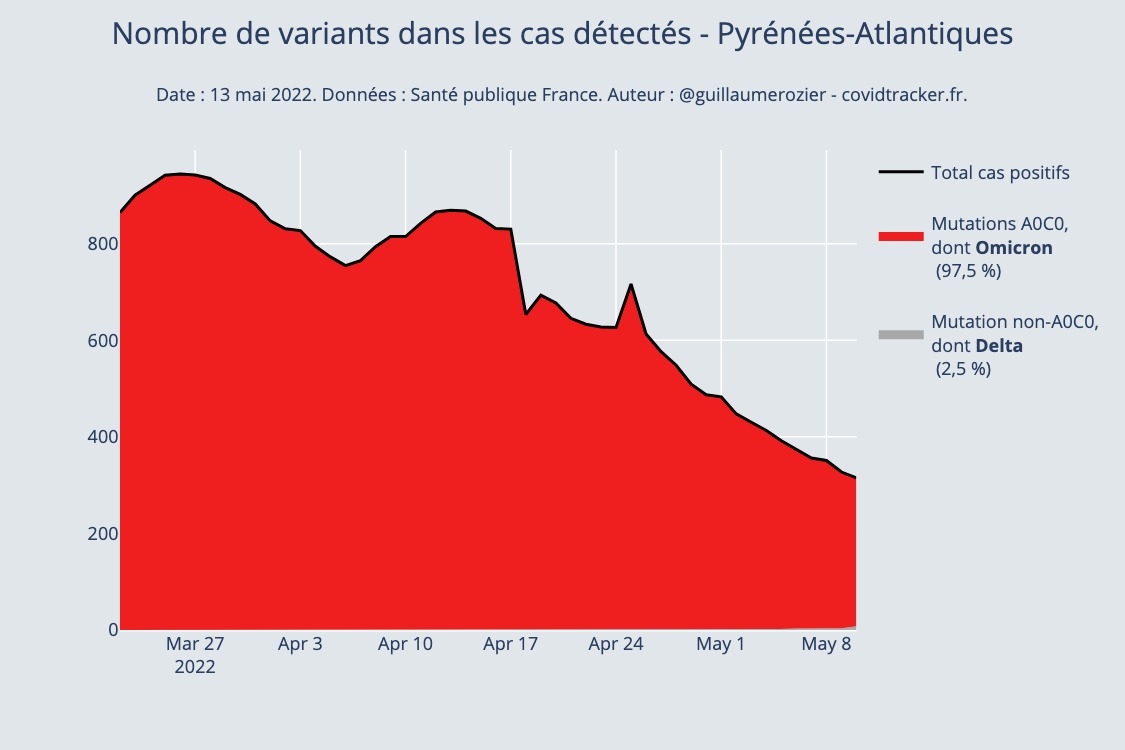 Nombre de variants dans les cas détectés - Pyrénées-Atlantiques
Date : 13 mai 2022. Données : Santé publique France. Auteur : @guillaumerozier - covidtracker.fr.
Total cas positifs
Mutations A0C0,
dont Omicron
(97,5 %)
Mutation non-A0C0,
dont Delta
(2,5 %)
800
600
400
200
0
Mar 27
2022
Apr 3
Apr 10
Apr 17
Apr 24
May 1
May 8